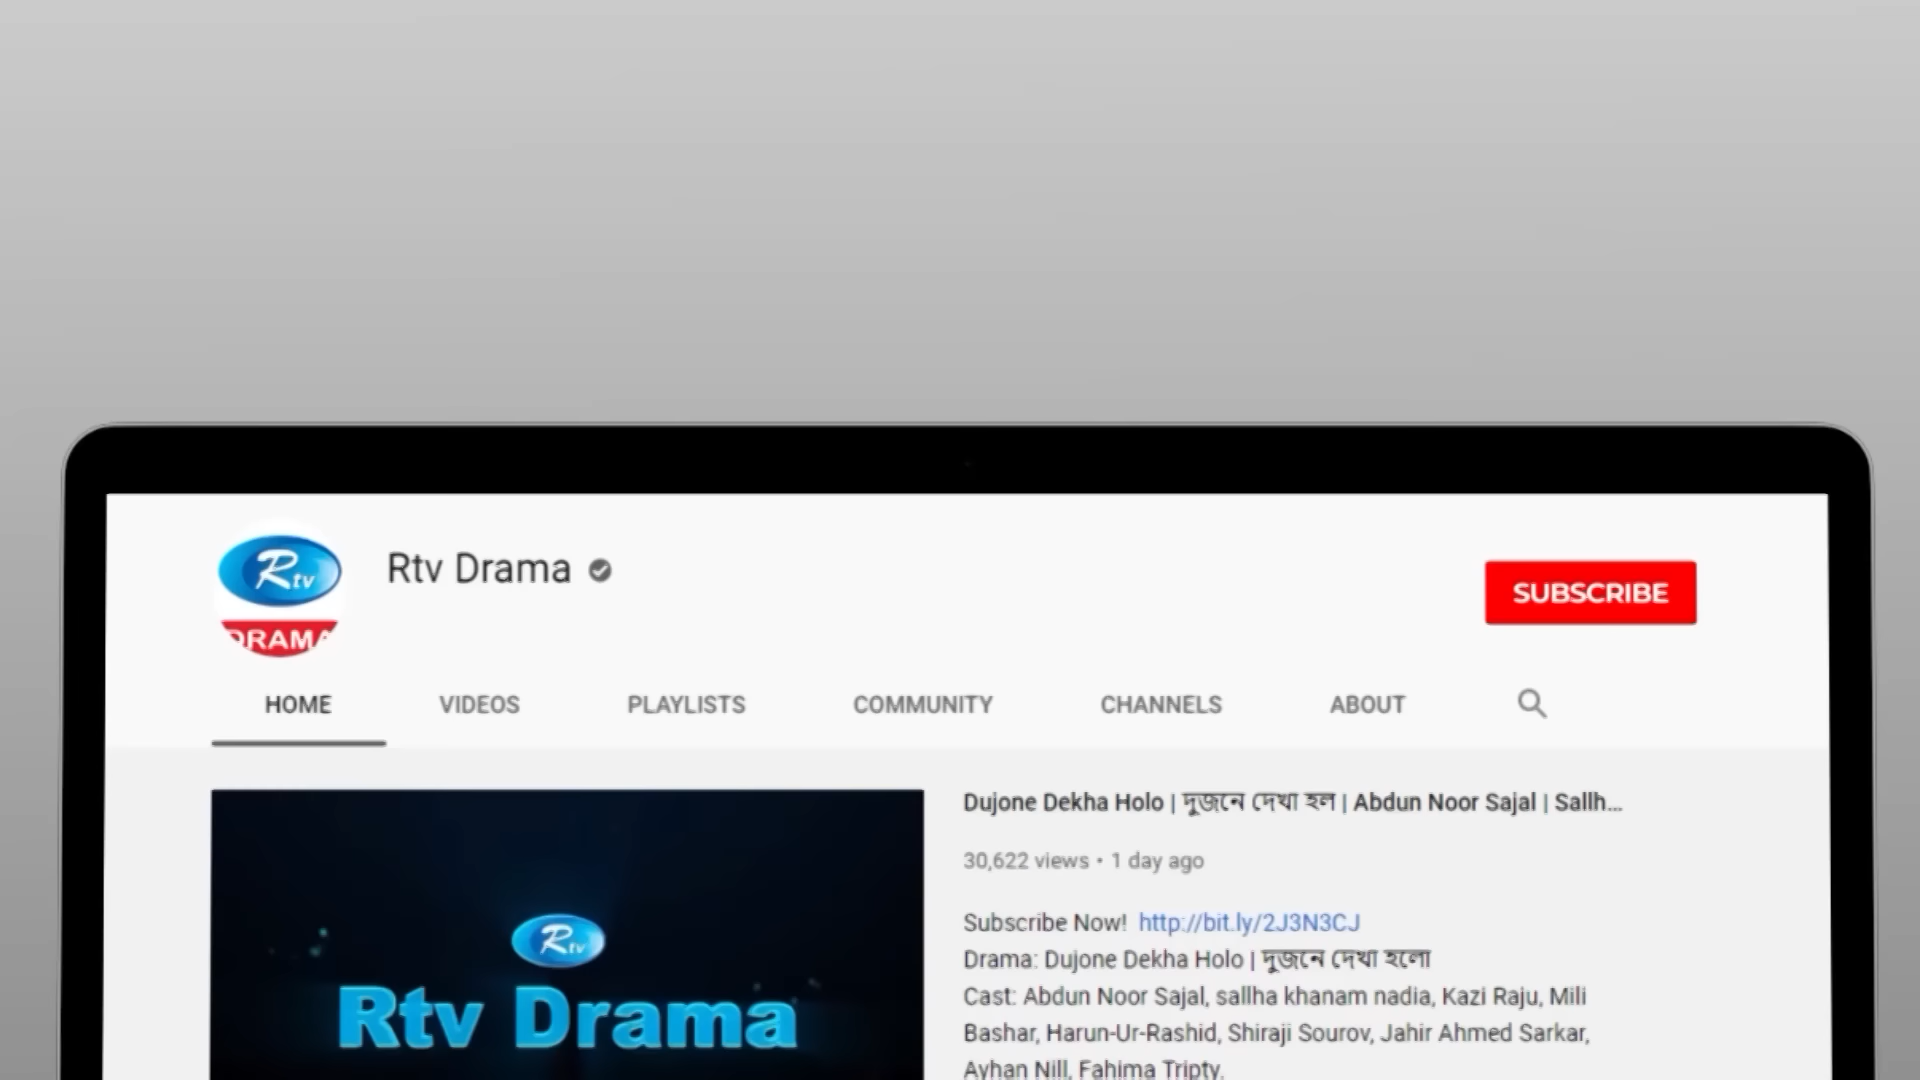 Rtv
DRAMA
Rtv Drama
SUBSCRIBE
HOME VIDEOS PLAYLISTS COMMUNITY CHANNELS ABOUT
Dujone Dekha Holo | দুজনে দেখা হল | Abdun Noor Sajal | Sallh...
30,622 views • 1 day ago
Subscribe Now! http://bit.ly/2J3N3CJ
Drama: Dujone Dekha Holo | দুজনে দেখা হলো
Cast: Abdun Noor Sajal, sallha khanam nadia, Kazi Raju, Mili
Bashar, Harun-Ur-Rashid, Shiraji Sourov, Jahir Ahmed Sarkar,
Ayhan Nill, Fahima Tripty.
Rtv
Rtv Drama